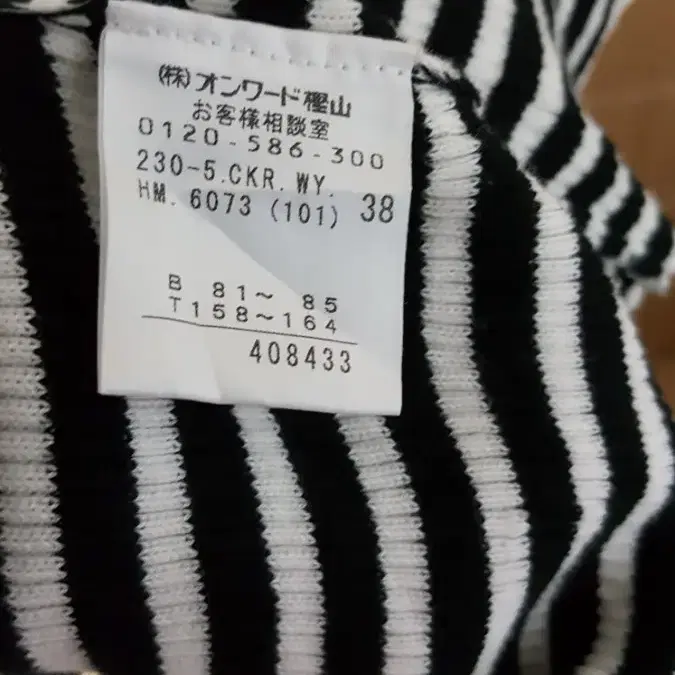 (株)オンワード樫山
お客様相談室
0120-586-300
230-5.CKR.WY.
HM. 6073 (101) 38
B 81～ 85
T158～164
408433